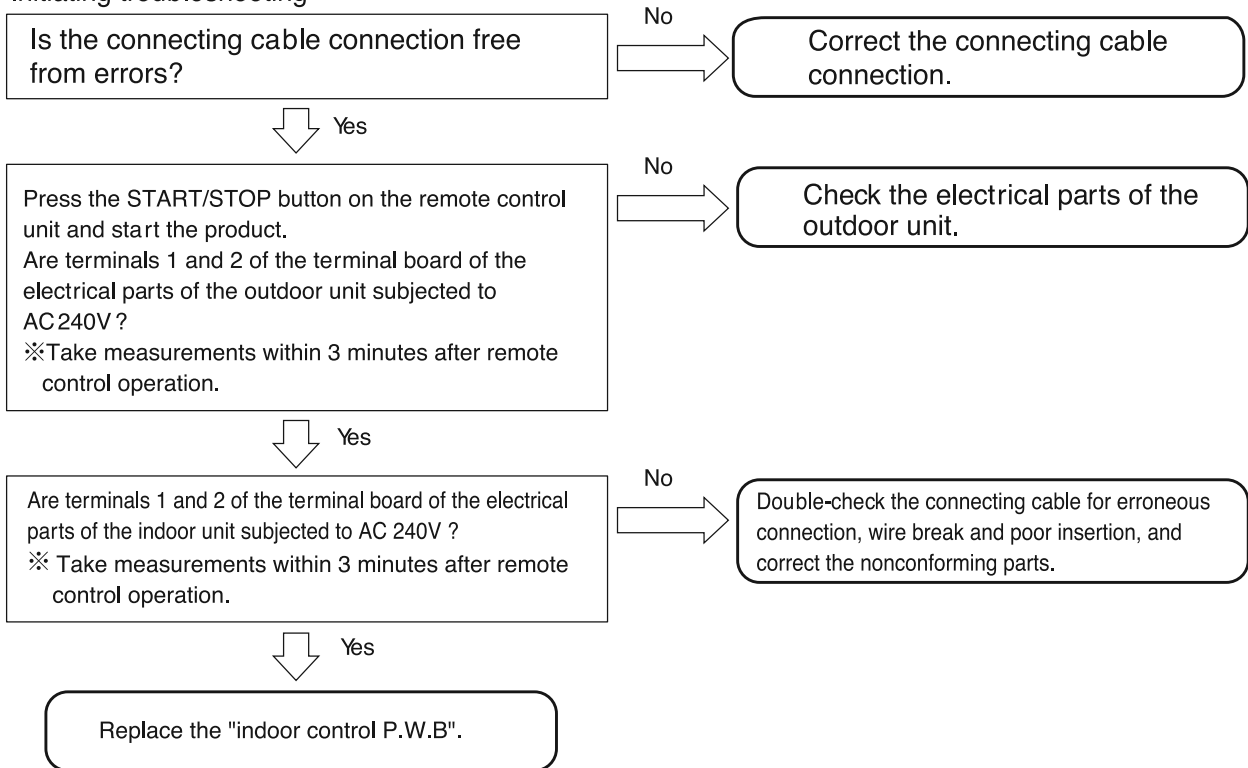 Initiating troubleshooting
Is the connecting cable connection free
from errors?
No
Correct the connecting cable
connection.
Yes
Press the START/STOP button on the remote control
unit and start the product.
Are terminals 1 and 2 of the terminal board of the
electrical parts of the outdoor unit subjected to
AC 240V ?
※Take measurements within 3 minutes after remote
control operation.
No
Check the electrical parts of the
outdoor unit.
Yes
Are terminals 1 and 2 of the terminal board of the electrical
parts of the indoor unit subjected to AC 240V ?
※ Take measurements within 3 minutes after remote
control operation.
No
Double-check the connecting cable for erroneous
connection, wire break and poor insertion, and
correct the nonconforming parts.
Yes
Replace the "indoor control P.W.B".